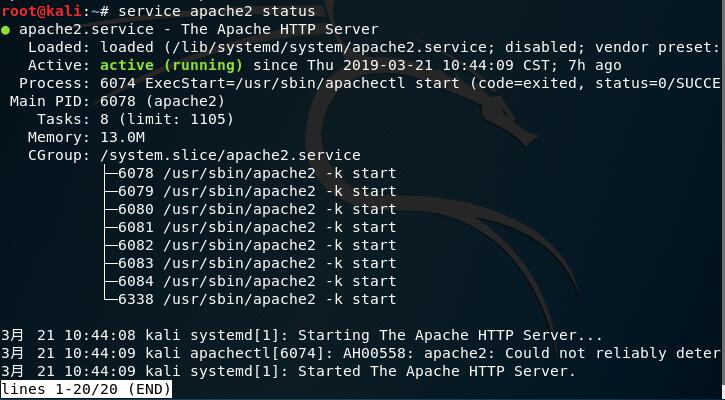 root@kali:~# service apache2 status
● apache2.service - The Apache HTTP Server
   Loaded: loaded (/lib/systemd/system/apache2.service; disabled; vendor preset:
   Active: active (running) since Thu 2019-03-21 10:44:09 CST; 7h ago
  Process: 6074 ExecStart=/usr/sbin/apachectl start (code=exited, status=0/SUCCE
 Main PID: 6078 (apache2)
    Tasks: 8 (limit: 1105)
   Memory: 13.0M
   CGroup: /system.slice/apache2.service
           ├─6078 /usr/sbin/apache2 -k start
           ├─6079 /usr/sbin/apache2 -k start
           ├─6080 /usr/sbin/apache2 -k start
           ├─6081 /usr/sbin/apache2 -k start
           ├─6082 /usr/sbin/apache2 -k start
           ├─6083 /usr/sbin/apache2 -k start
           ├─6084 /usr/sbin/apache2 -k start
           └─6338 /usr/sbin/apache2 -k start

3月 21 10:44:08 kali systemd[1]: Starting The Apache HTTP Server...
3月 21 10:44:09 kali apachectl[6074]: AH00558: apache2: Could not reliably deter
3月 21 10:44:09 kali systemd[1]: Started The Apache HTTP Server.
lines 1-20/20 (END)